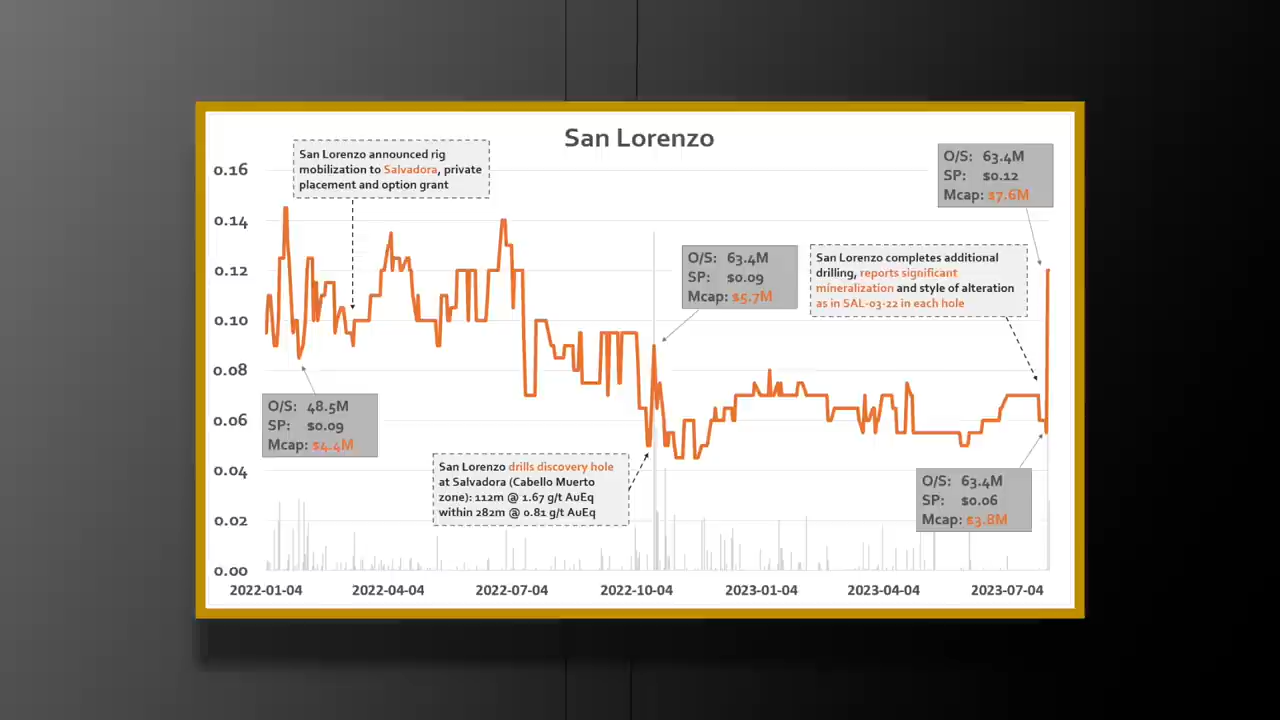 San Lorenzo
San Lorenzo announced rig
mobilization to Salvadora, private
placement and option grant
O/S: 63.4M
SP: $0.12
Mcap: $7.6M
0.16
0.14
0.12
0.10
0.08
0.06
0.04
0.02
0.00
O/S: 63.4M
SP: $0.09
Mcap: $5.7M
San Lorenzo completes additional
drilling, reports significant
mineralization and style of alteration
as in SAL-03-22 in each hole
O/S: 48.5M
SP: $0.09
Mcap: $4.4M
San Lorenzo drills discovery hole
at Salvadora (Cabello Muerto
zone): 112m @ 1.67 g/t AuEq
within 282m @ 0.81 g/t AuEq
O/S: 63.4M
SP: $0.06
Mcap: $3.8M
2022-01-04
2022-04-04
2022-07-04
2022-10-04
2023-01-04
2023-04-04
2023-07-04